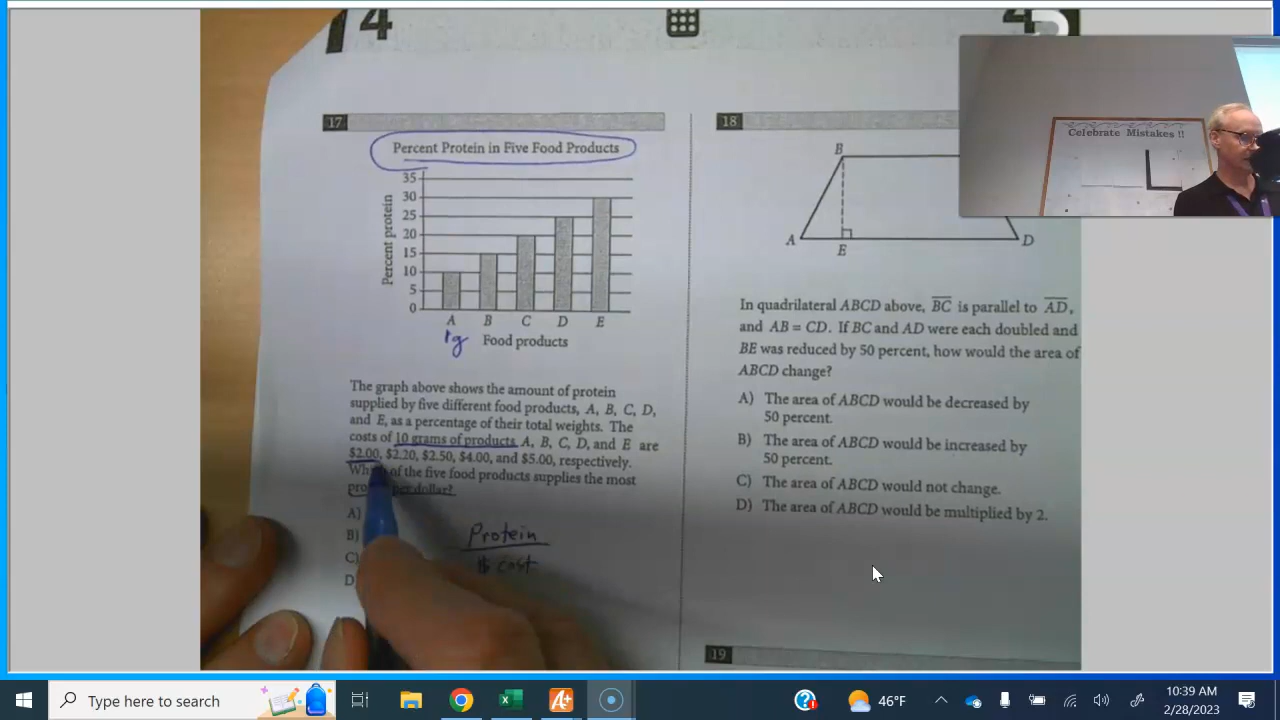 4
17
Percent Protein in Five Food Products
Percent protein
35
30
25
20
15
10
5
0
A B C D E
1g
Food products
The graph above shows the amount of protein
supplied by five different food products, A, B, C, D,
and E, as a percentage of their total weights. The
costs of 10 grams of products A, B, C, D, and E are
$2.00, $2.20, $2.50, $4.00, and $5.00, respectively.
Which of the five food products supplies the most
per dollar?
A)
B)
C)
D
Protein
$ cost
18
B
A
E
D
In quadrilateral ABCD above, BC is parallel to AD,
and AB = CD. If BC and AD were each doubled and
BE was reduced by 50 percent, how would the area of
ABCD change?
A) The area of ABCD would be decreased by
50 percent.
B) The area of ABCD would be increased by
50 percent.
C) The area of ABCD would not change.
D) The area of ABCD would be multiplied by 2.
19
Celebrate Mistakes !!
Type here to search
46°F
10:39 AM
2/28/2023